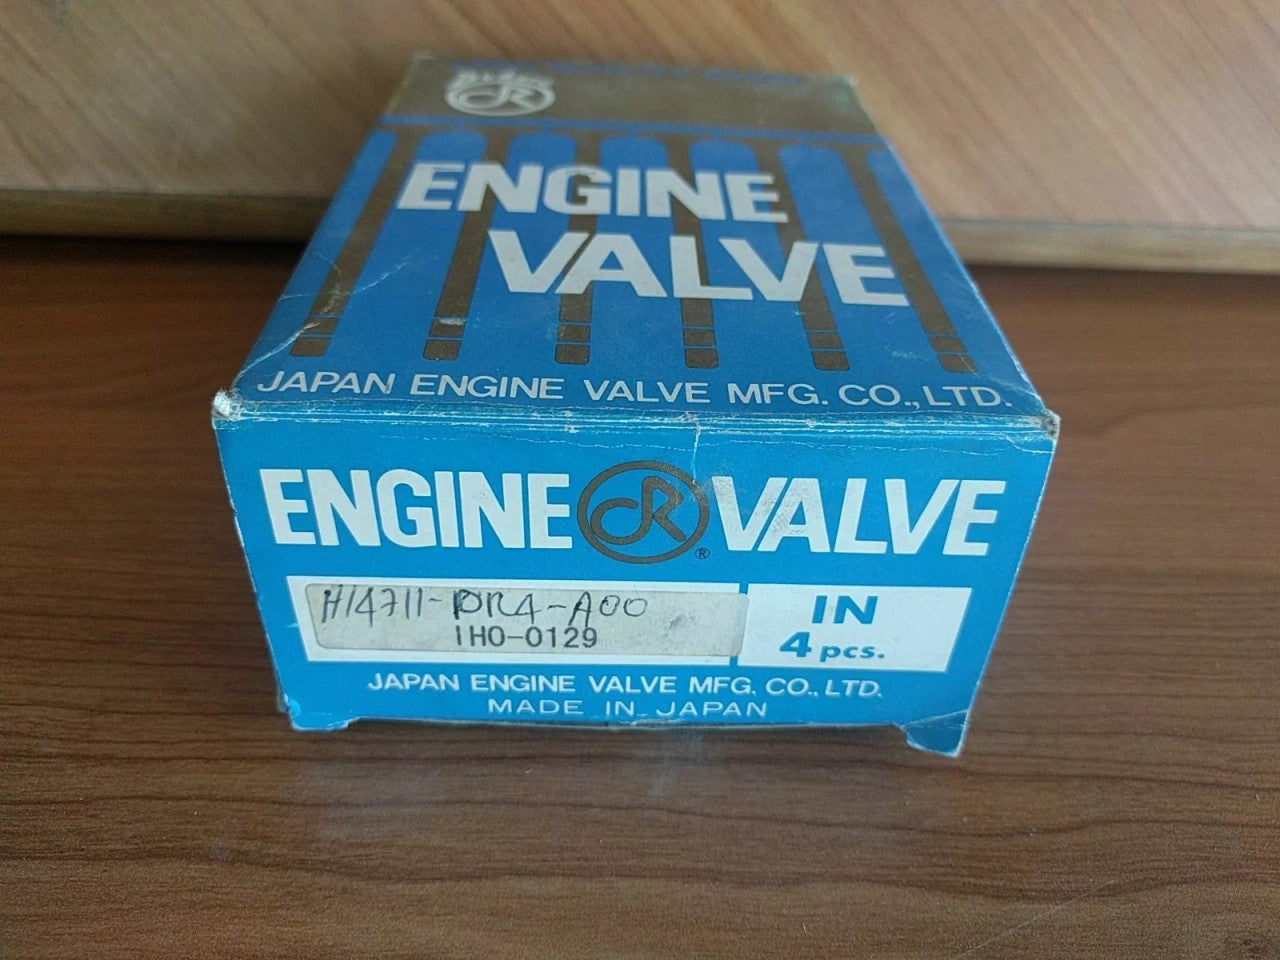 ENGINE
VALVE
JAPAN ENGINE VALVE MFG. CO., LTD.
ENGINE R ® VALVE
H14711-PR4-A00
IHO-0129
IN
4 pcs.
JAPAN ENGINE VALVE MFG. CO., LTD.
MADE IN JAPAN